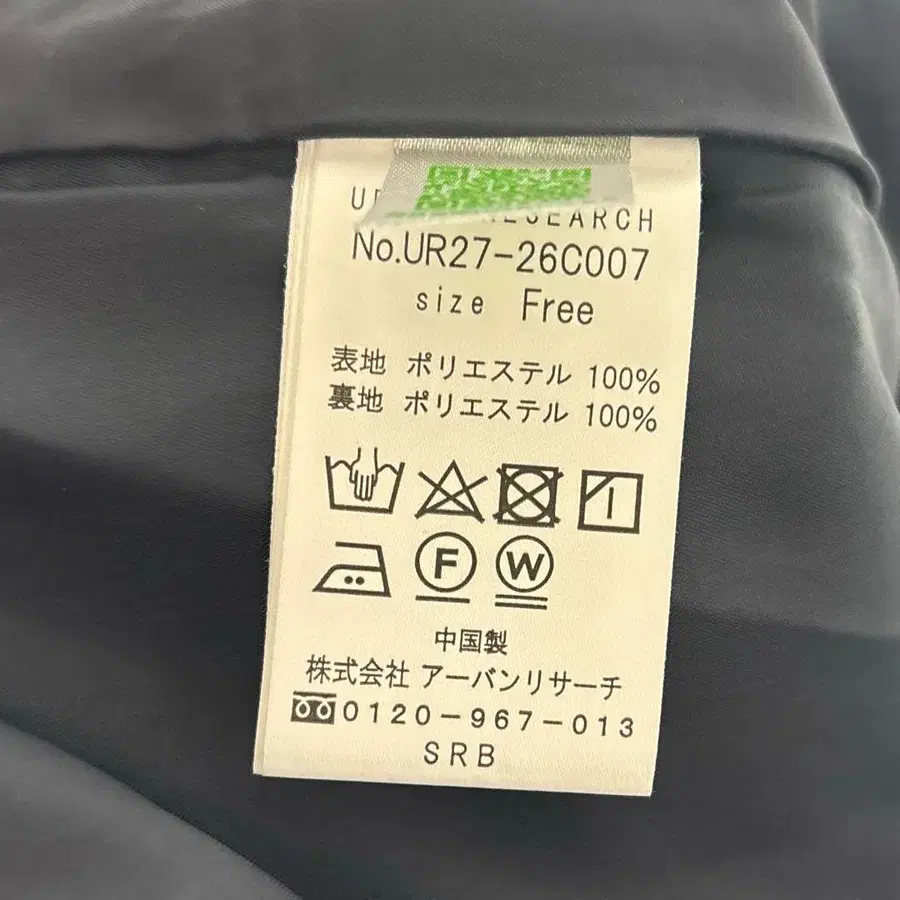 RESEARCH
No.UR27-26C007
size Free
表地 ポリエステル 100%
裏地 ポリエステル 100%
F W
中国製
株式会社 アーバンリサーチ
0120-967-013
SRB